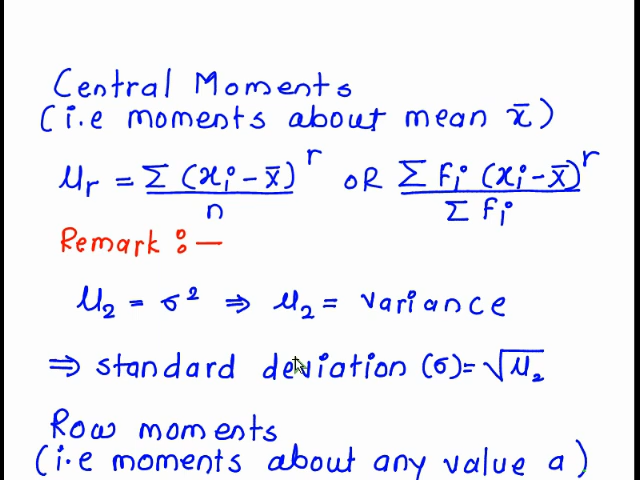 Central Moments
(i.e moments about mean x̄)
μr = Σ (xi - x̄)^r / n OR Σ fi (xi - x̄)^r / Σ fi
Remark :—
μ2 = σ² ⇒ μ2 = variance
⇒ standard deviation (σ) = √μ2
Row moments
(i.e moments about any value a)